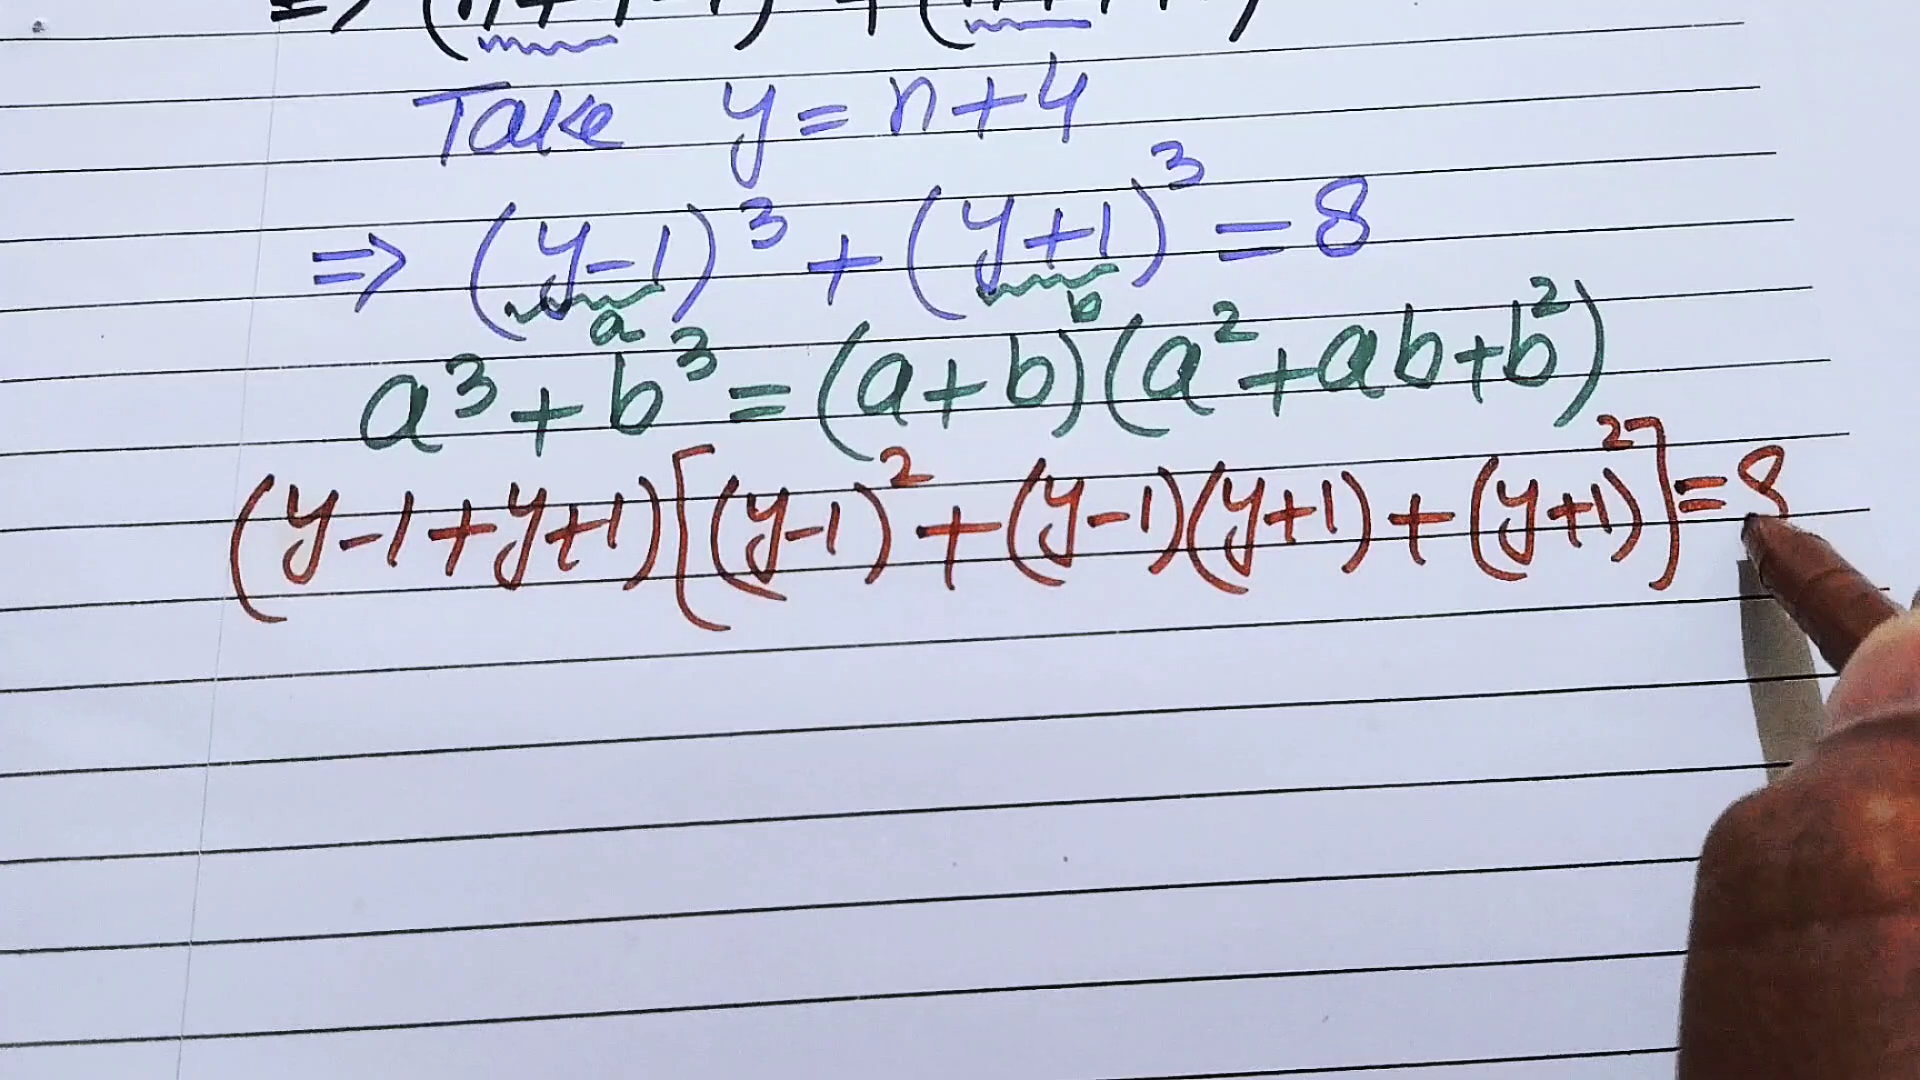 Take y = n+4
⇒ (y-1)³ + (y+1)³ = 8
a b
a³ + b³ = (a+b)(a²+ab+b²)
(y-1+y+1)[(y-1)² + (y-1)(y+1) + (y+1)²] = 8